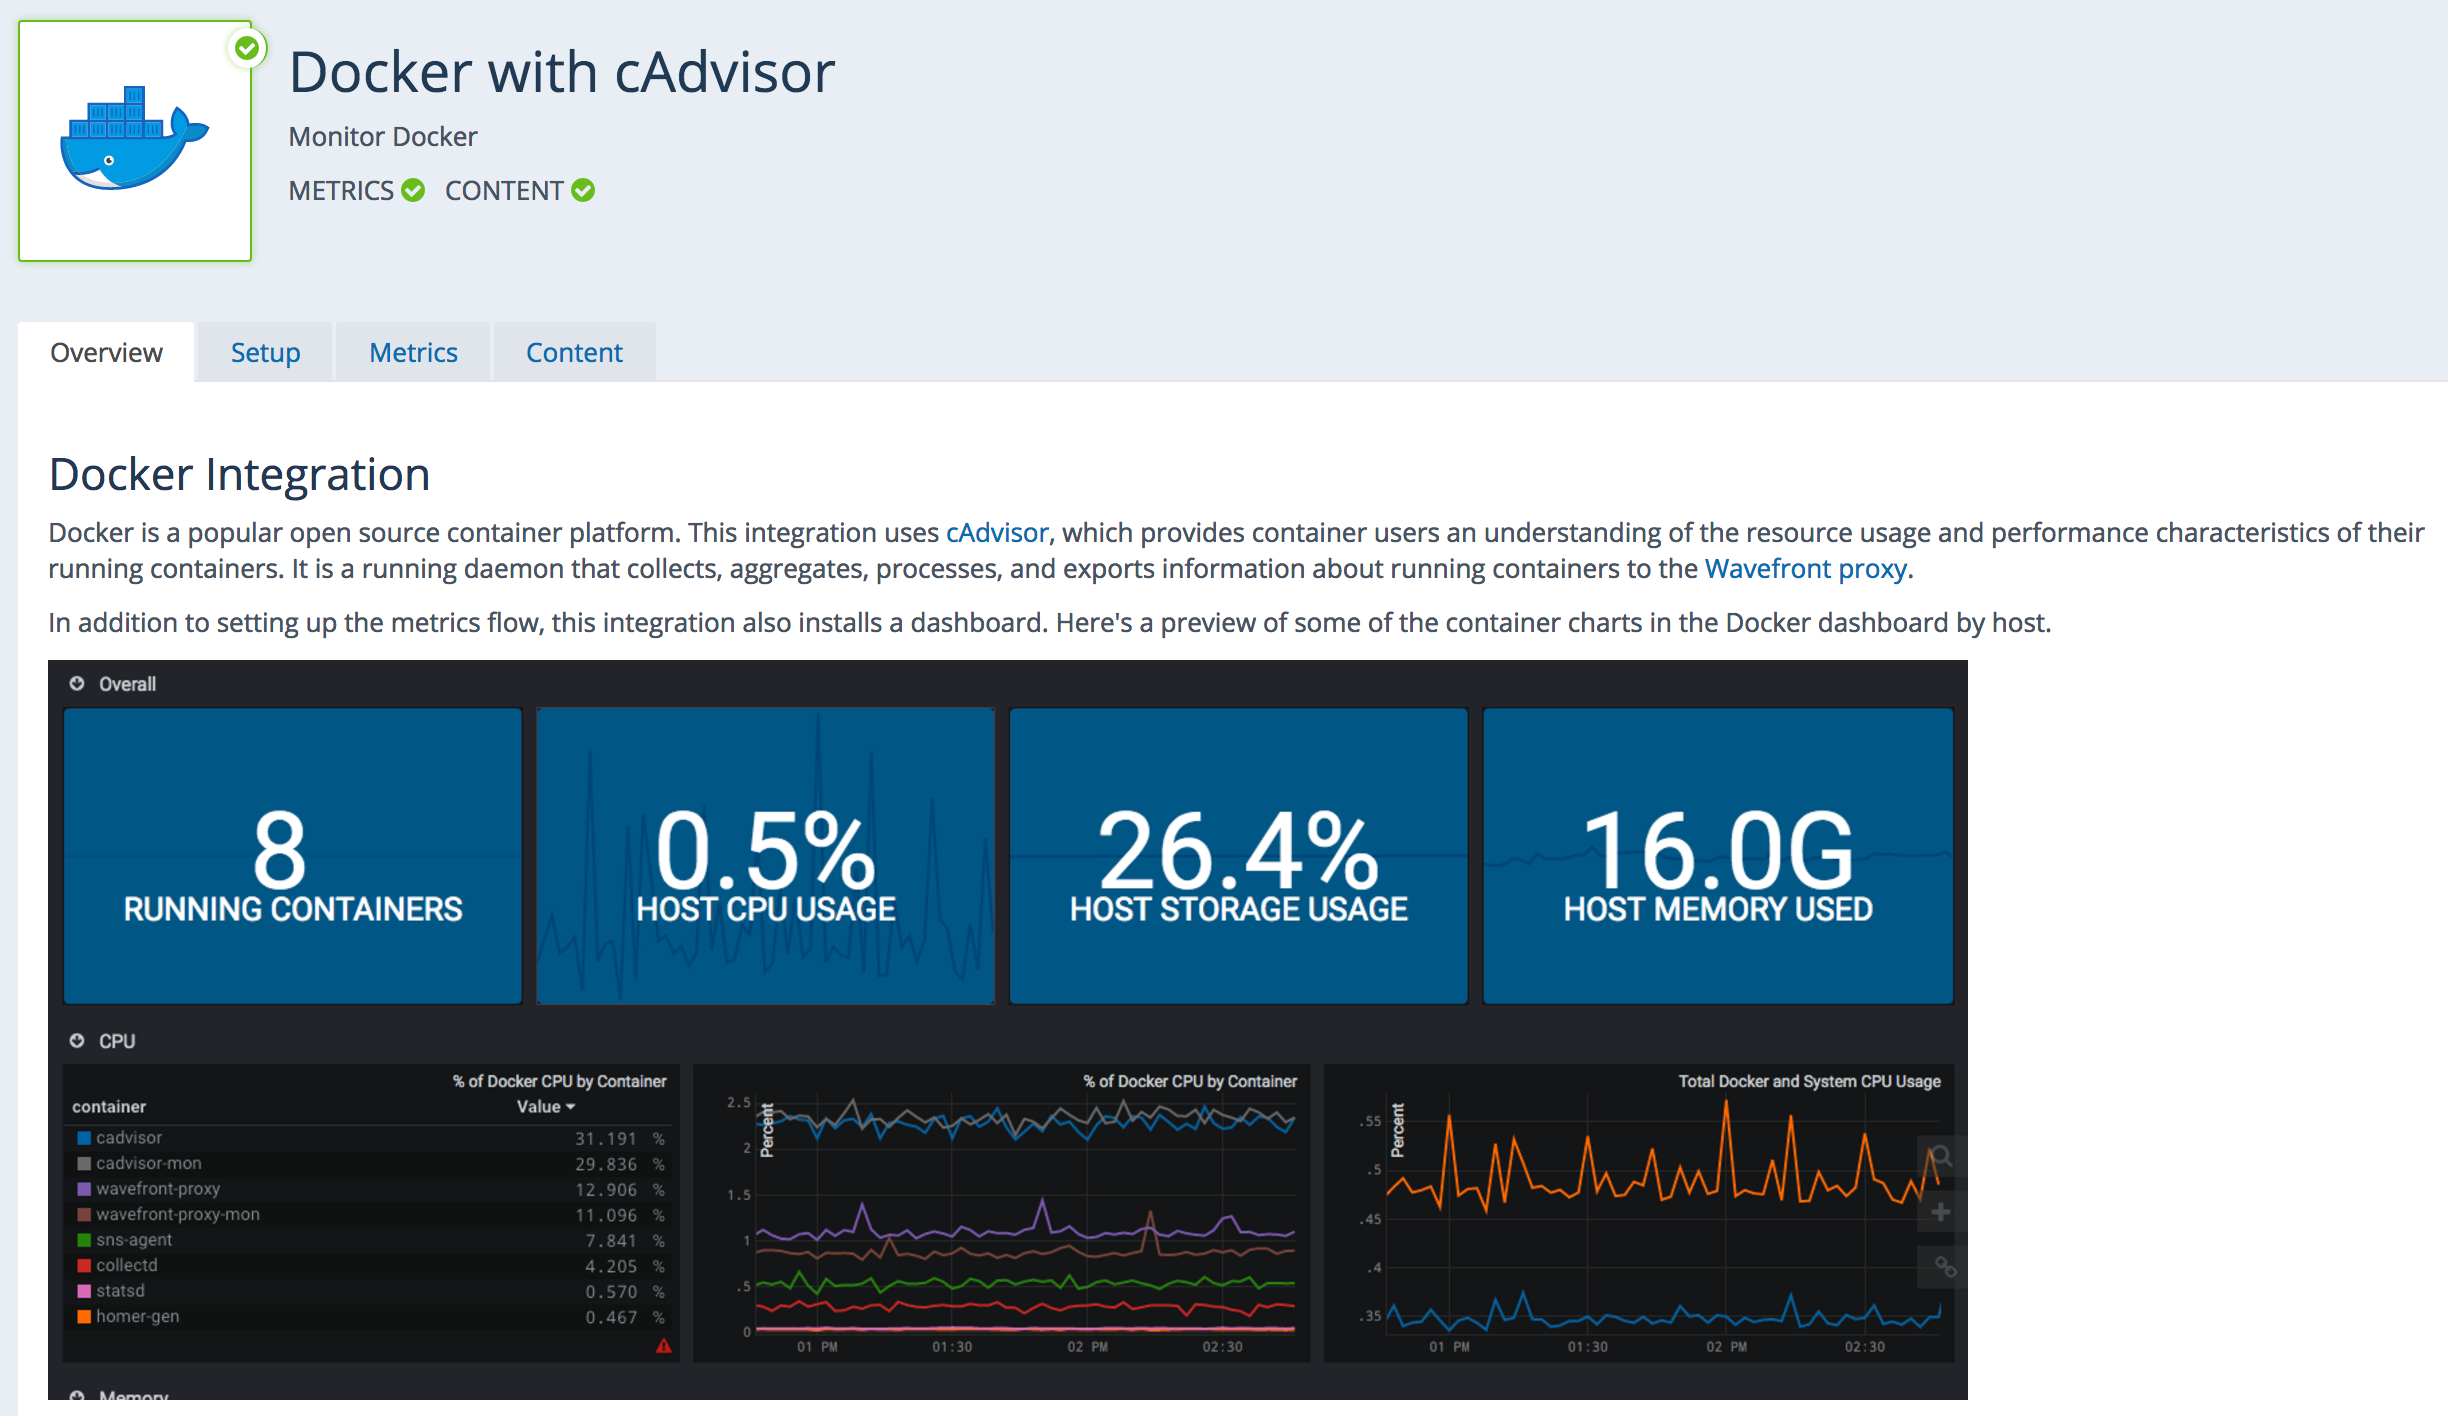 Docker with cAdvisor
Monitor Docker
METRICS CONTENT
Overview Setup Metrics Content
Docker Integration
Docker is a popular open source container platform. This integration uses cAdvisor, which provides container users an understanding of the resource usage and performance characteristics of their
running containers. It is a running daemon that collects, aggregates, processes, and exports information about running containers to the Wavefront proxy.
In addition to setting up the metrics flow, this integration also installs a dashboard. Here's a preview of some of the container charts in the Docker dashboard by host.
Overall
8
RUNNING CONTAINERS
0.5%
HOST CPU USAGE
26.4%
HOST STORAGE USAGE
16.0G
HOST MEMORY USED
CPU
% of Docker CPU by Container
container Value
cadvisor 31.191 %
cadvisor-mon 29.836 %
wavefront-proxy 12.906 %
wavefront-proxy-mon 11.096 %
sns-agent 7.841 %
collectd 4.205 %
statsd 0.570 %
homer-gen 0.467 %
% of Docker CPU by Container
Percent
2.5
2
1.5
1
.5
0
01 PM 01:30 02 PM 02:30
Total Docker and System CPU Usage
Percent
.55
.5
.45
.4
.35
01 PM 01:30 02 PM 02:30
Memory